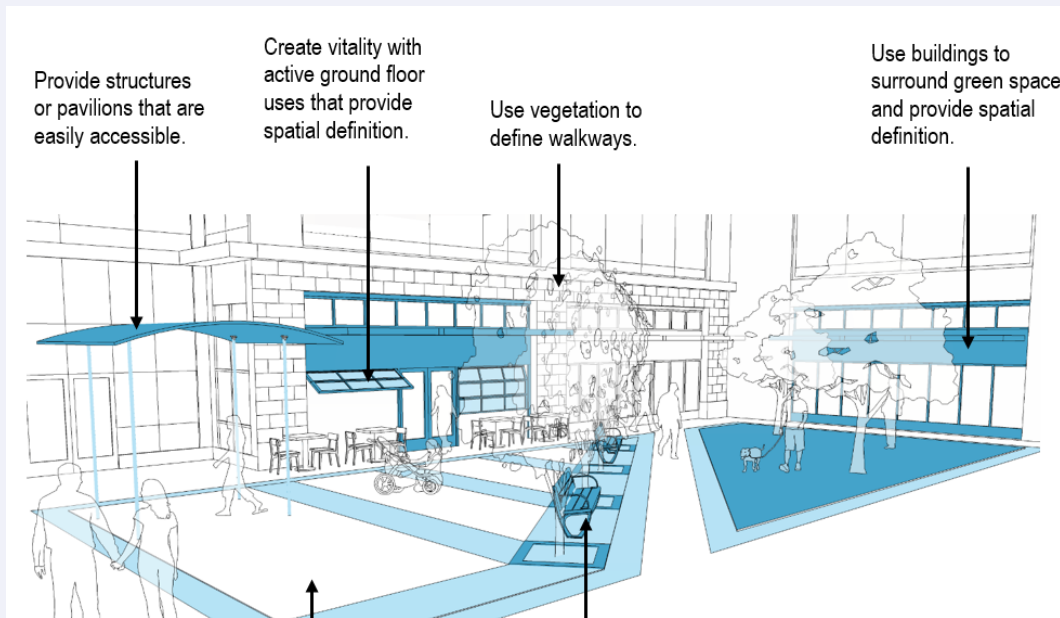 Provide structures
or pavilions that are
easily accessible.
Create vitality with
active ground floor
uses that provide
spatial definition.
Use vegetation to
define walkways.
Use buildings to
surround green space
and provide spatial
definition.